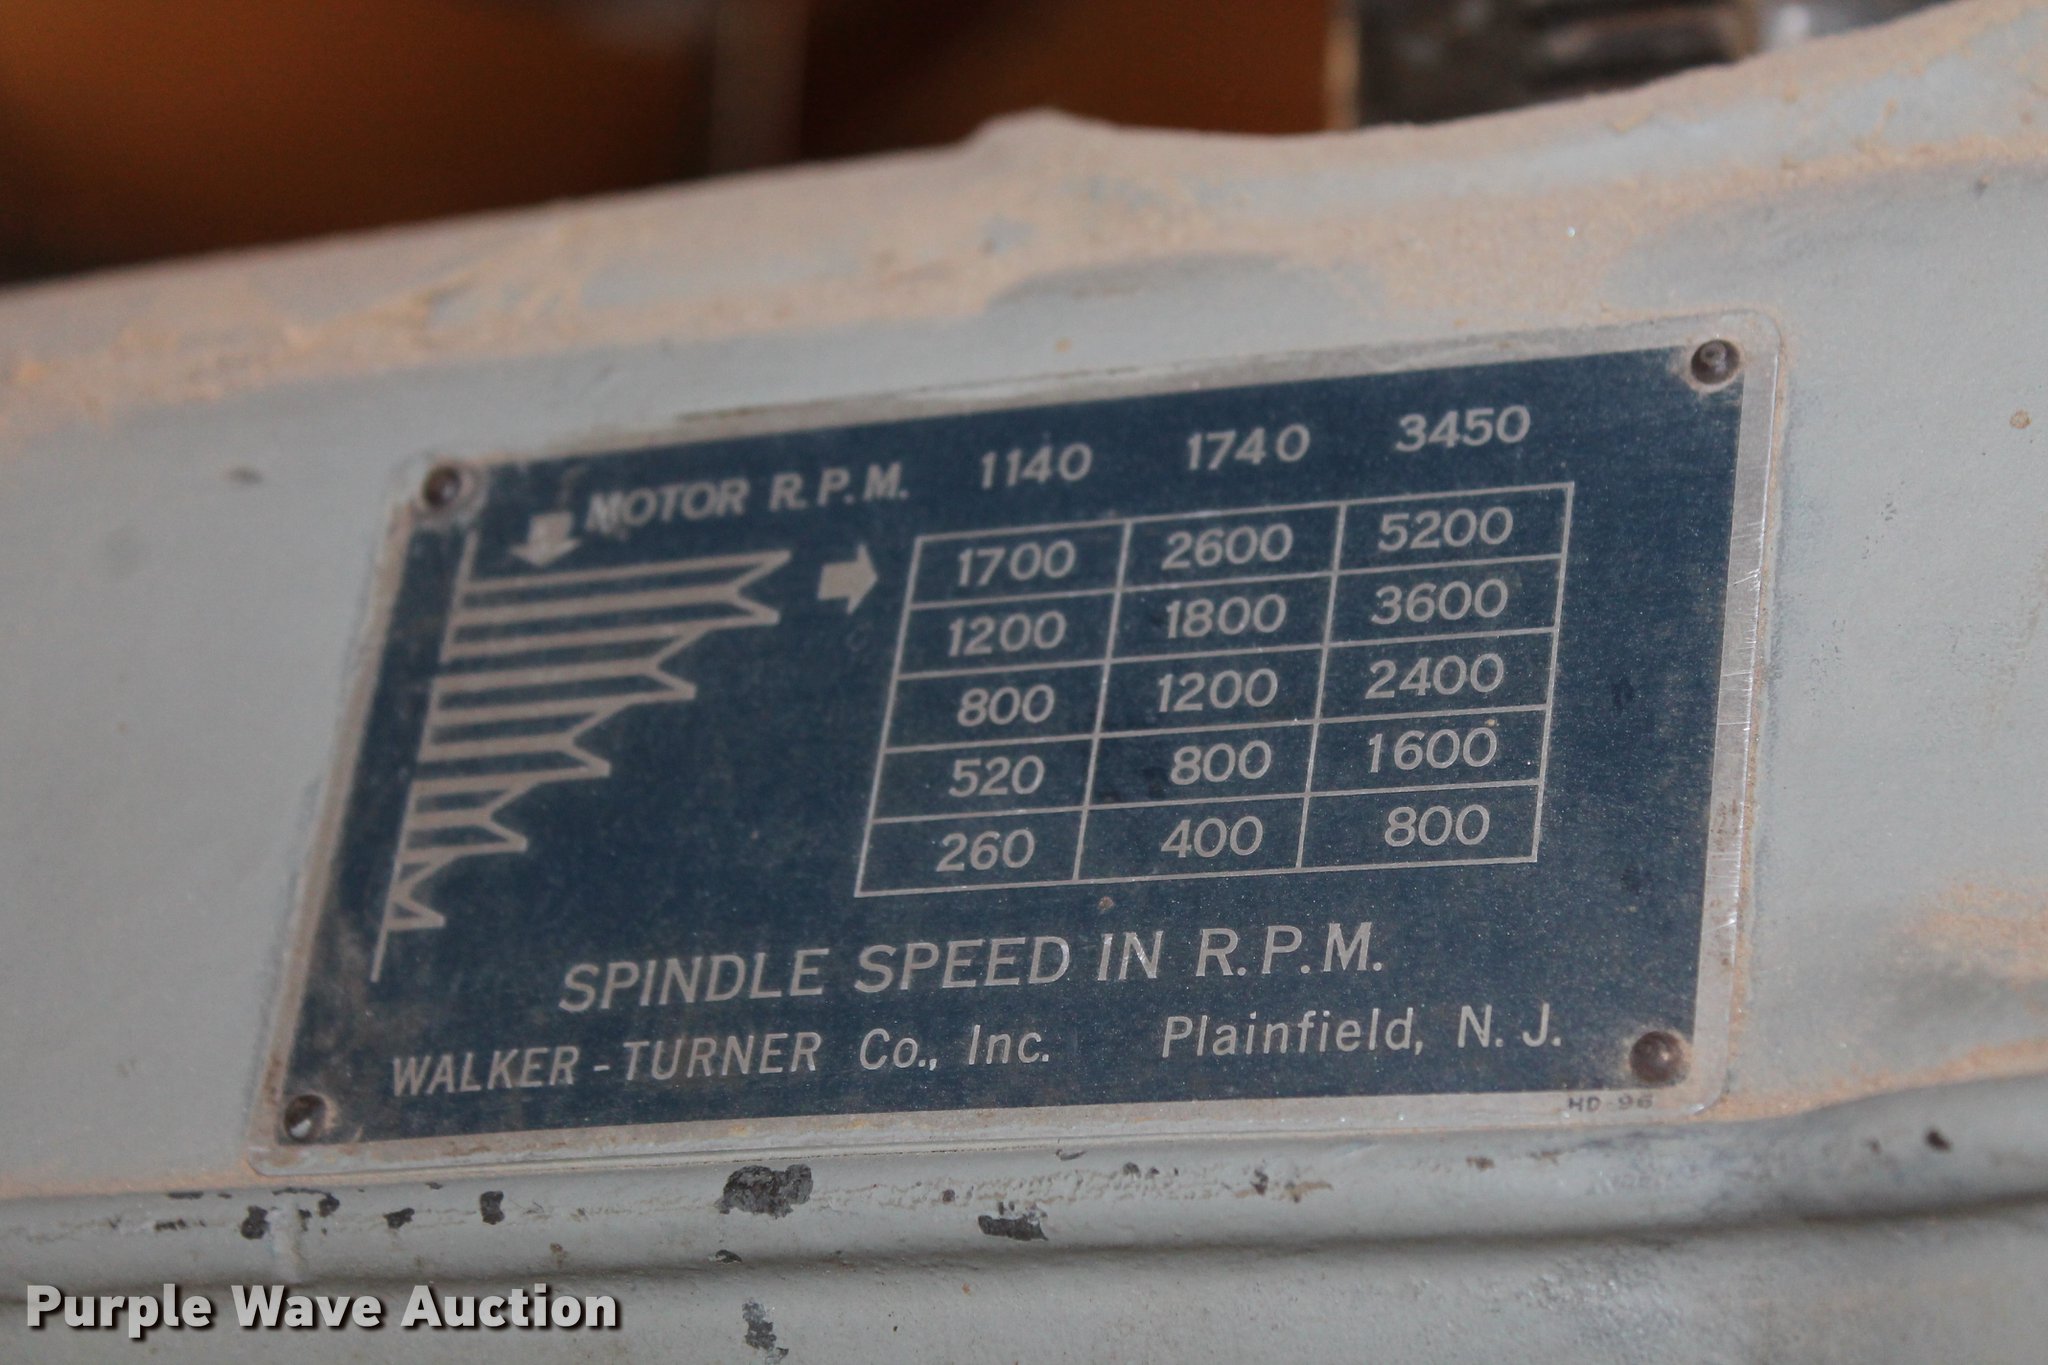 MOTOR R.P.M. 1140 1740 3450
1700 2600 5200
1200 1800 3600
800 1200 2400
520 800 1600
260 400 800
SPINDLE SPEED IN R.P.M.
WALKER-TURNER Co., Inc. Plainfield, N. J.
HD-96
Purple Wave Auction